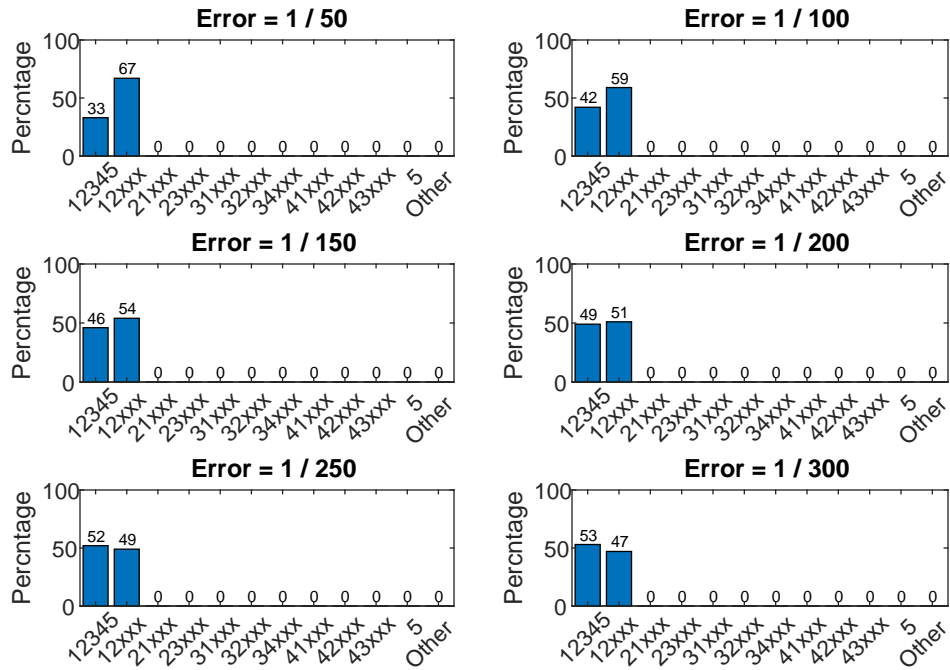 Error = 1 / 50
100
50
0
Percntage
33
67
0 0 0 0 0 0 0 0 0 0
12345 12xxx 21xxx 23xxx 31xxx 32xxx 34xxx 41xxx 42xxx 43xxx 5 Other
Error = 1 / 100
100
50
0
Percntage
42
59
0 0 0 0 0 0 0 0 0 0
12345 12xxx 21xxx 23xxx 31xxx 32xxx 34xxx 41xxx 42xxx 43xxx 5 Other
Error = 1 / 150
100
50
0
Percntage
46
54
0 0 0 0 0 0 0 0 0 0
12345 12xxx 21xxx 23xxx 31xxx 32xxx 34xxx 41xxx 42xxx 43xxx 5 Other
Error = 1 / 200
100
50
0
Percntage
49
51
0 0 0 0 0 0 0 0 0 0
12345 12xxx 21xxx 23xxx 31xxx 32xxx 34xxx 41xxx 42xxx 43xxx 5 Other
Error = 1 / 250
100
50
0
Percntage
52
49
0 0 0 0 0 0 0 0 0 0
12345 12xxx 21xxx 23xxx 31xxx 32xxx 34xxx 41xxx 42xxx 43xxx 5 Other
Error = 1 / 300
100
50
0
Percntage
53
47
0 0 0 0 0 0 0 0 0 0
12345 12xxx 21xxx 23xxx 31xxx 32xxx 34xxx 41xxx 42xxx 43xxx 5 Other